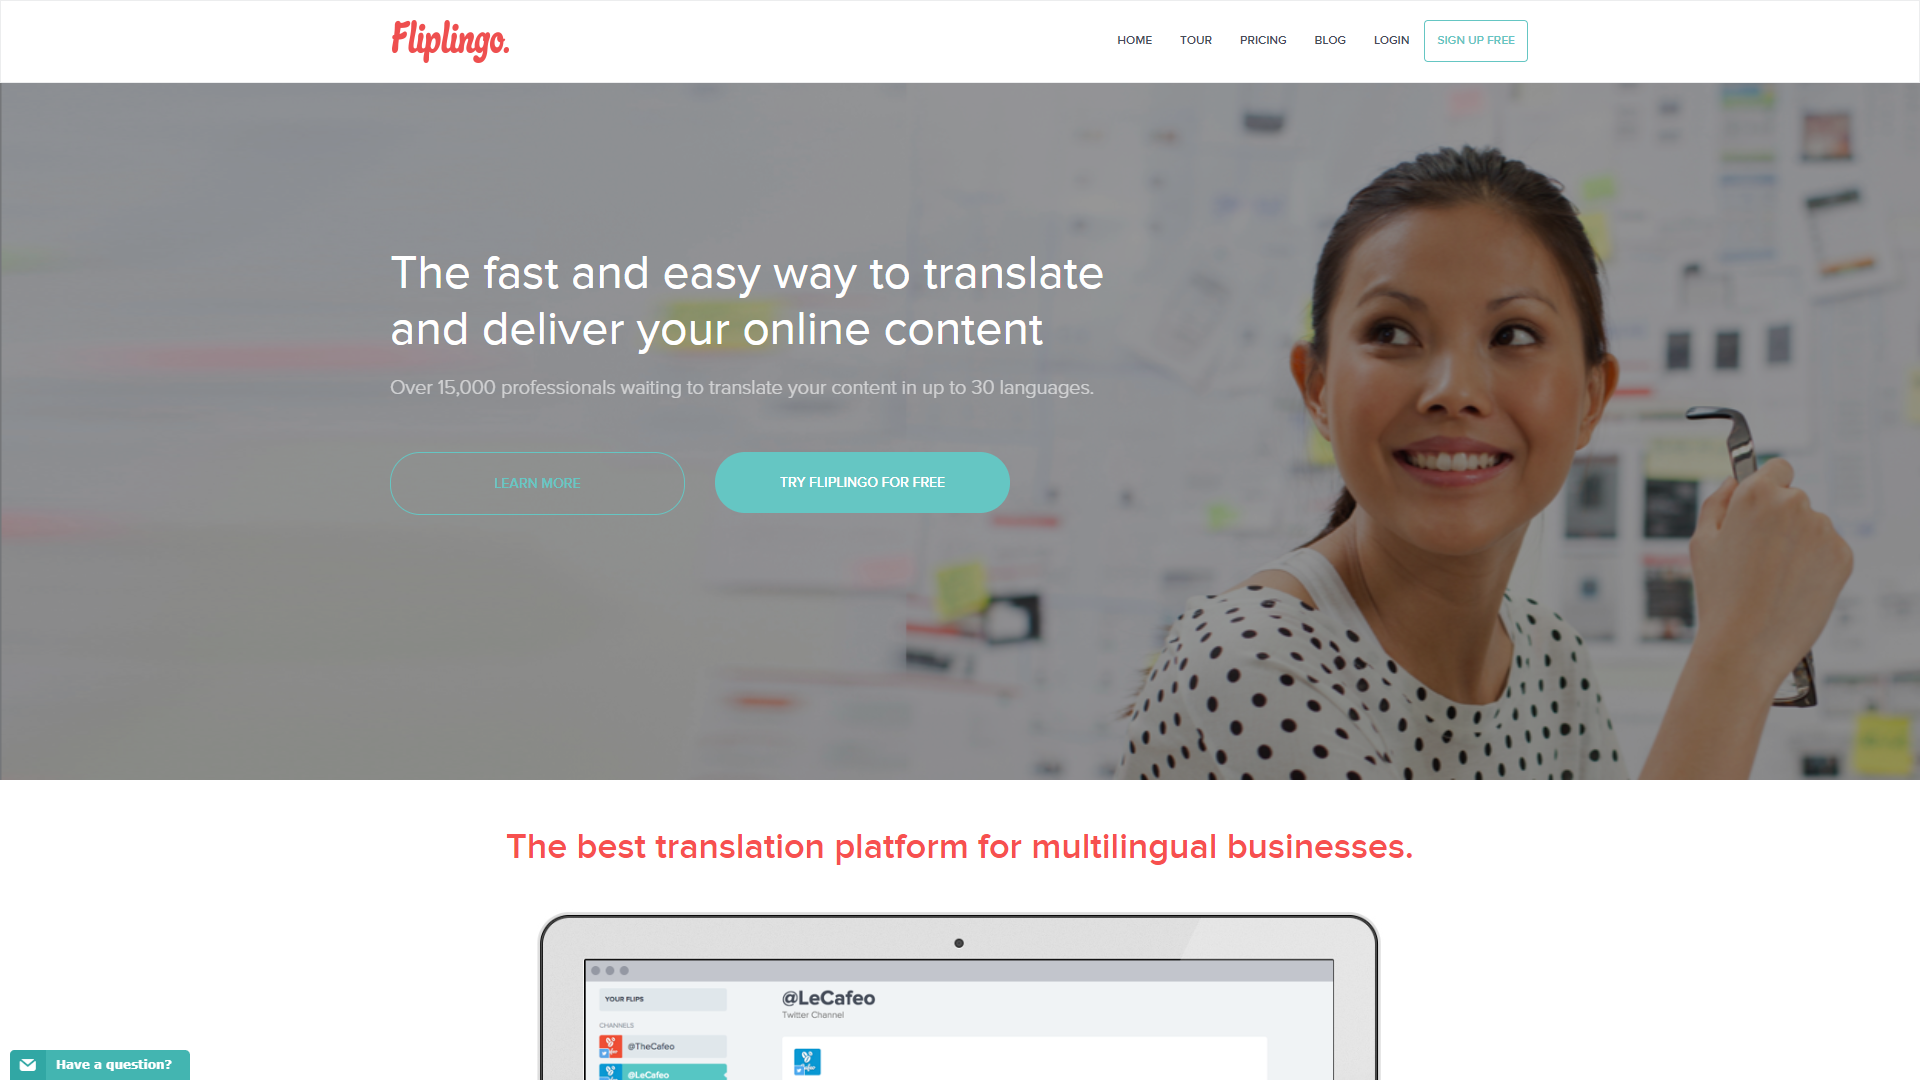 Fliplingo.
HOME TOUR PRICING BLOG LOGIN SIGN UP FREE
The fast and easy way to translate
and deliver your online content
Over 15,000 professionals waiting to translate your content in up to 30 languages.
LEARN MORE
TRY FLIPLINGO FOR FREE
The best translation platform for multilingual businesses.
YOUR FLIPS
CHANNELS
@TheCafeo
@LeCafeo
@LeCafeo
Twitter Channel
Have a question?